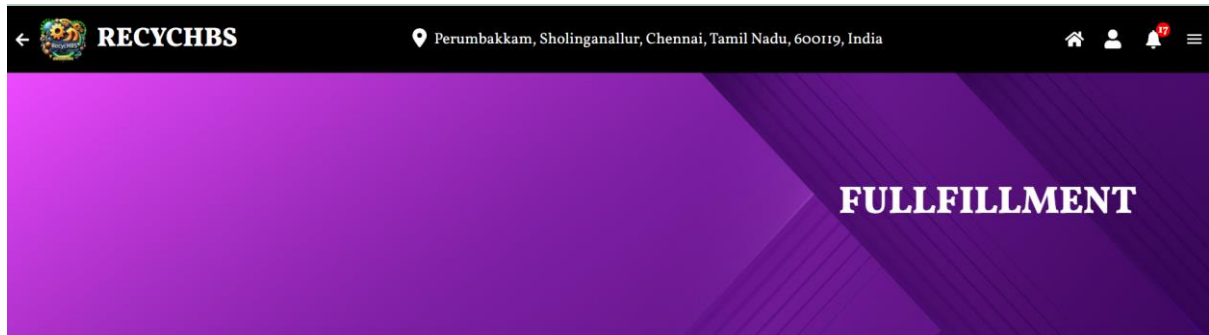 RECYCHBS
Perumbakkam, Sholinganallur, Chennai, Tamil Nadu, 600119, India
17
FULLFILLMENT